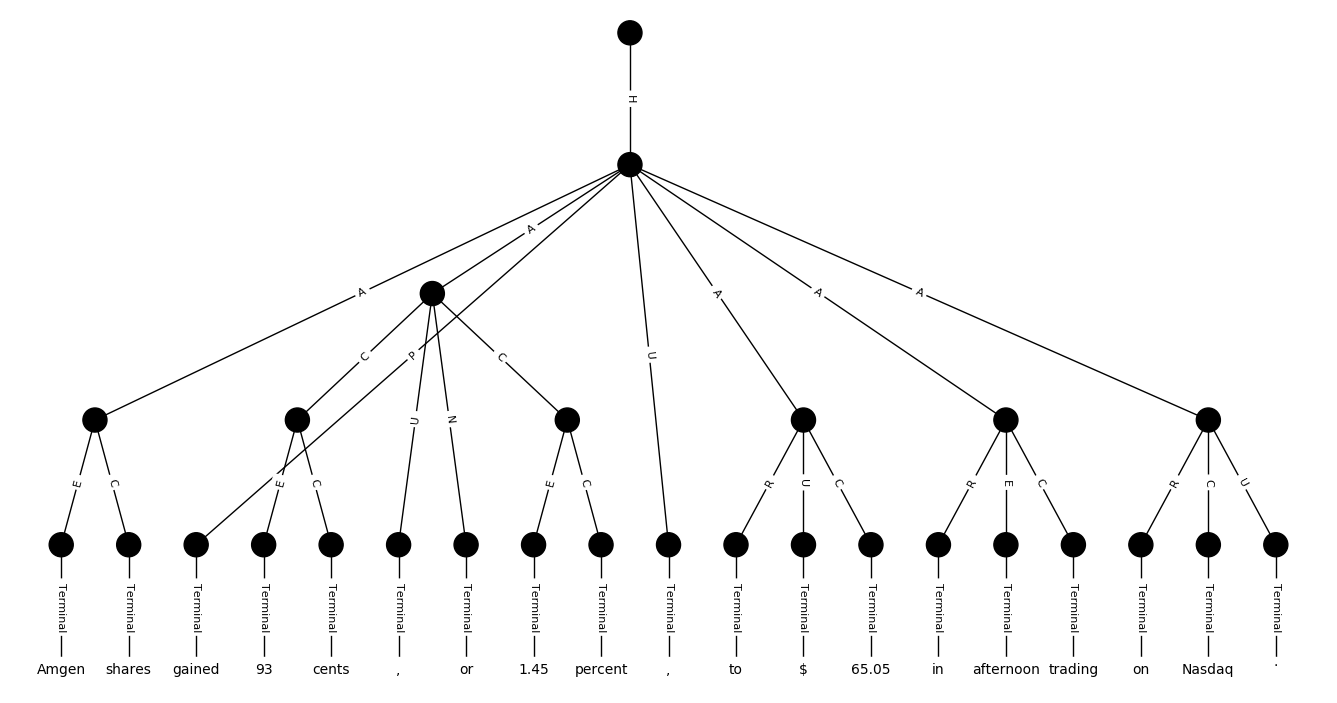 H
A
A
A
A
A
C
P
C
U
U
N
E
C
E
C
E
C
R
U
C
R
E
C
R
C
U
Terminal Terminal Terminal Terminal Terminal Terminal Terminal Terminal Terminal Terminal Terminal Terminal Terminal Terminal Terminal Terminal Terminal Terminal Terminal
Amgen shares gained 93 cents , or 1.45 percent , to $ 65.05 in afternoon trading on Nasdaq .